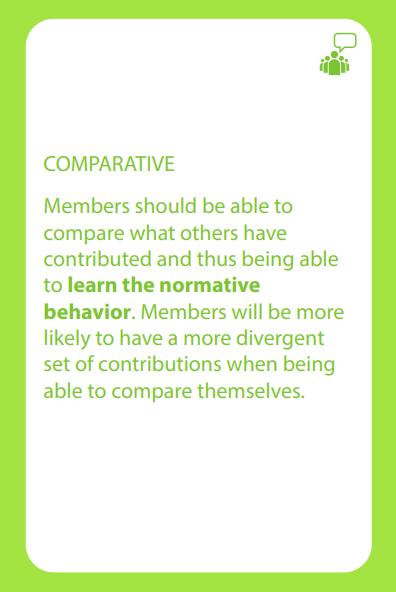 COMPARATIVE
Members should be able to
compare what others have
contributed and thus being able
to learn the normative
behavior. Members will be more
likely to have a more divergent
set of contributions when being
able to compare themselves.